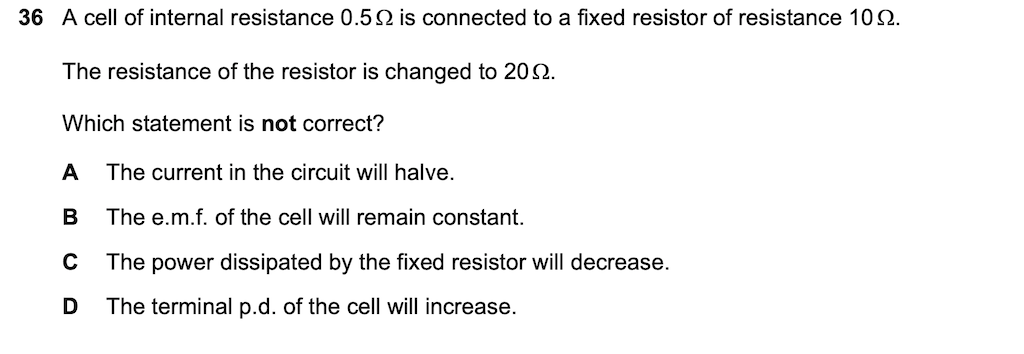 36 A cell of internal resistance 0.5 Ω is connected to a fixed resistor of resistance 10 Ω.
The resistance of the resistor is changed to 20 Ω.
Which statement is not correct?
A The current in the circuit will halve.
B The e.m.f. of the cell will remain constant.
C The power dissipated by the fixed resistor will decrease.
D The terminal p.d. of the cell will increase.